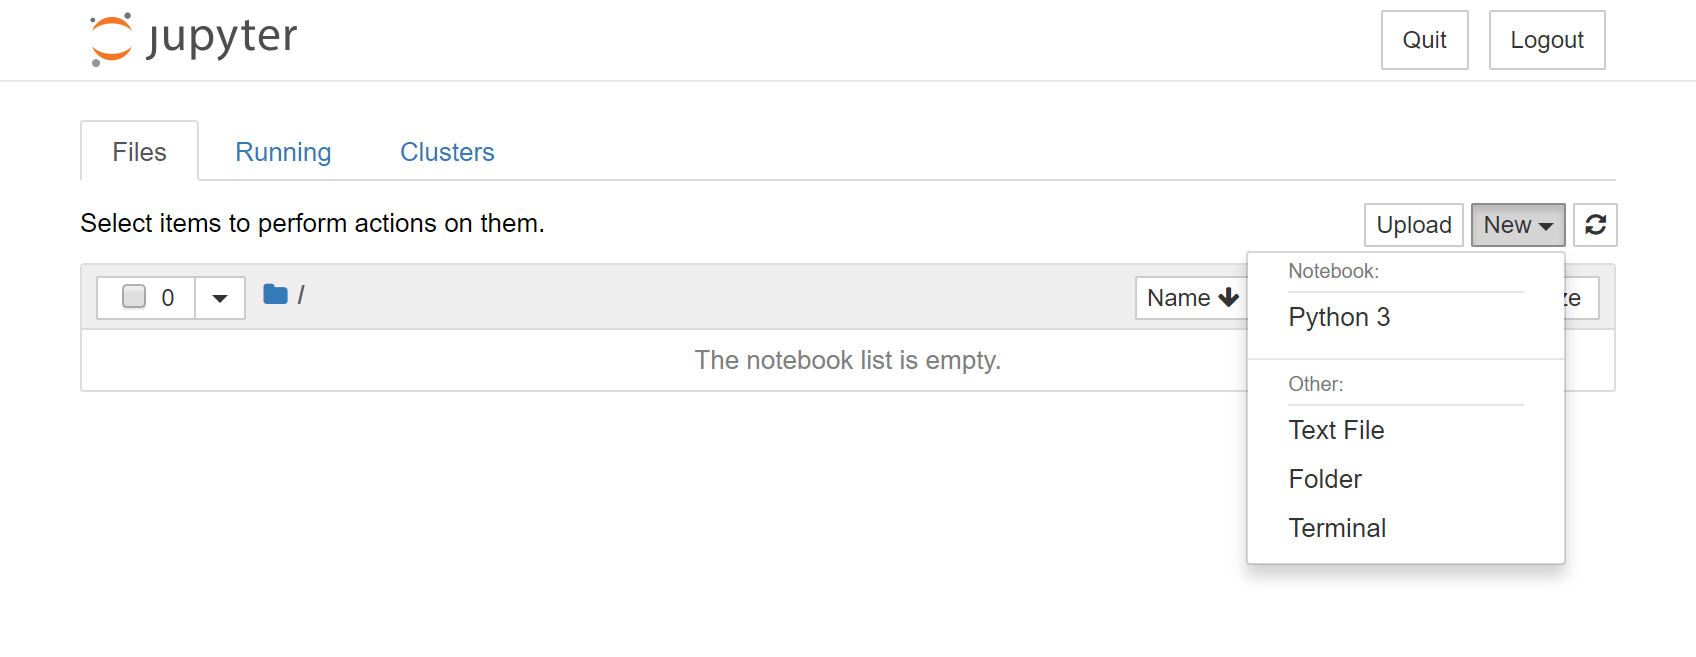 jupyter
Quit
Logout
Files
Running
Clusters
Select items to perform actions on them.
Upload
New
0
/
Name
ze
The notebook list is empty.
Notebook:
Python 3
Other:
Text File
Folder
Terminal